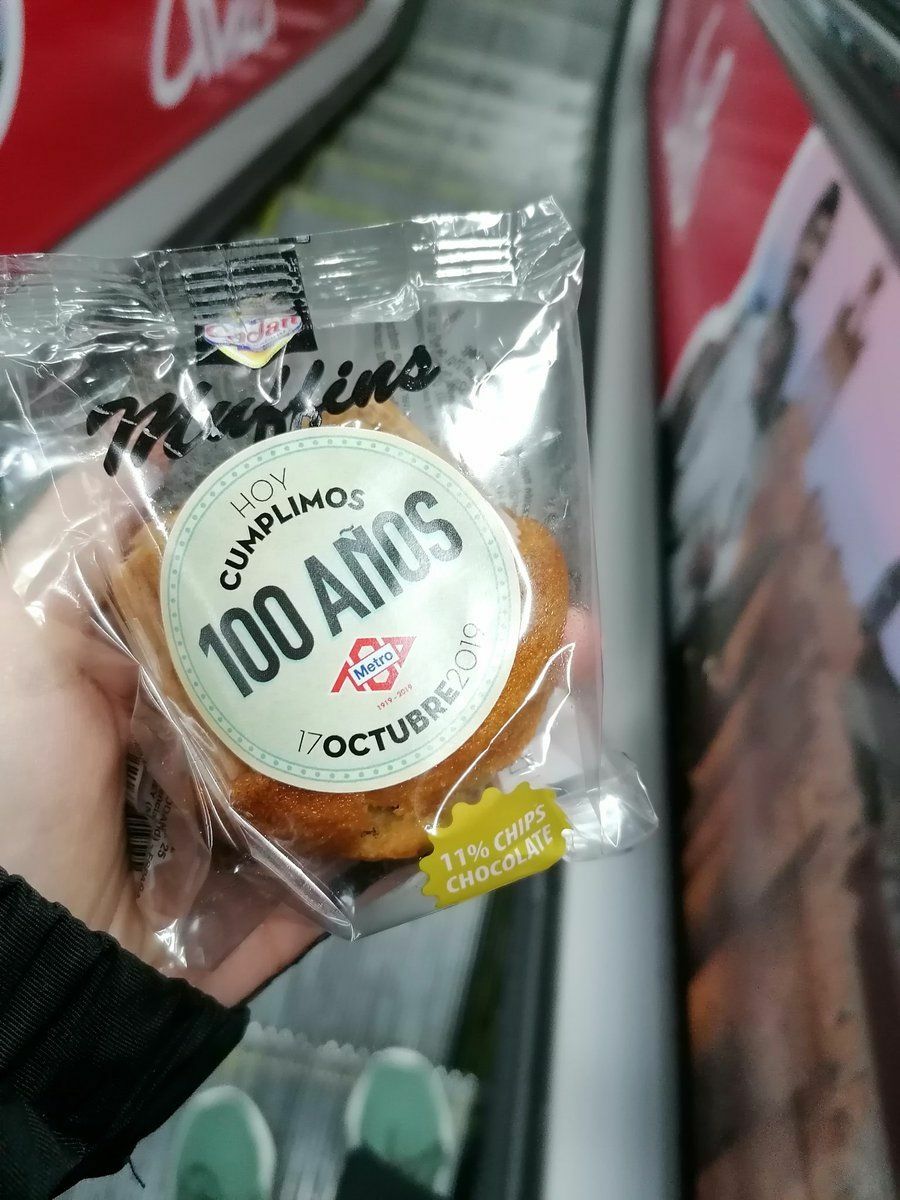 Muffins
HOY
CUMPLIMOS
100 AÑOS
Metro
1919-2019
17OCTUBRE2019
11% CHIPS
CHOCOLATE